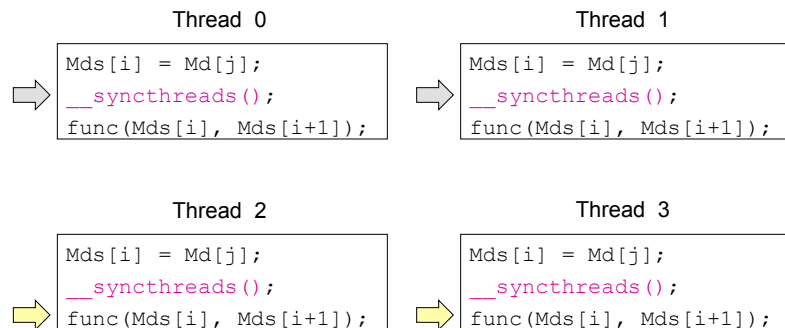 Thread 0
Mds[i] = Md[j];
__syncthreads();
func(Mds[i], Mds[i+1]);
Thread 1
Mds[i] = Md[j];
__syncthreads();
func(Mds[i], Mds[i+1]);
Thread 2
Mds[i] = Md[j];
__syncthreads();
func(Mds[i], Mds[i+1]);
Thread 3
Mds[i] = Md[j];
__syncthreads();
func(Mds[i], Mds[i+1]);